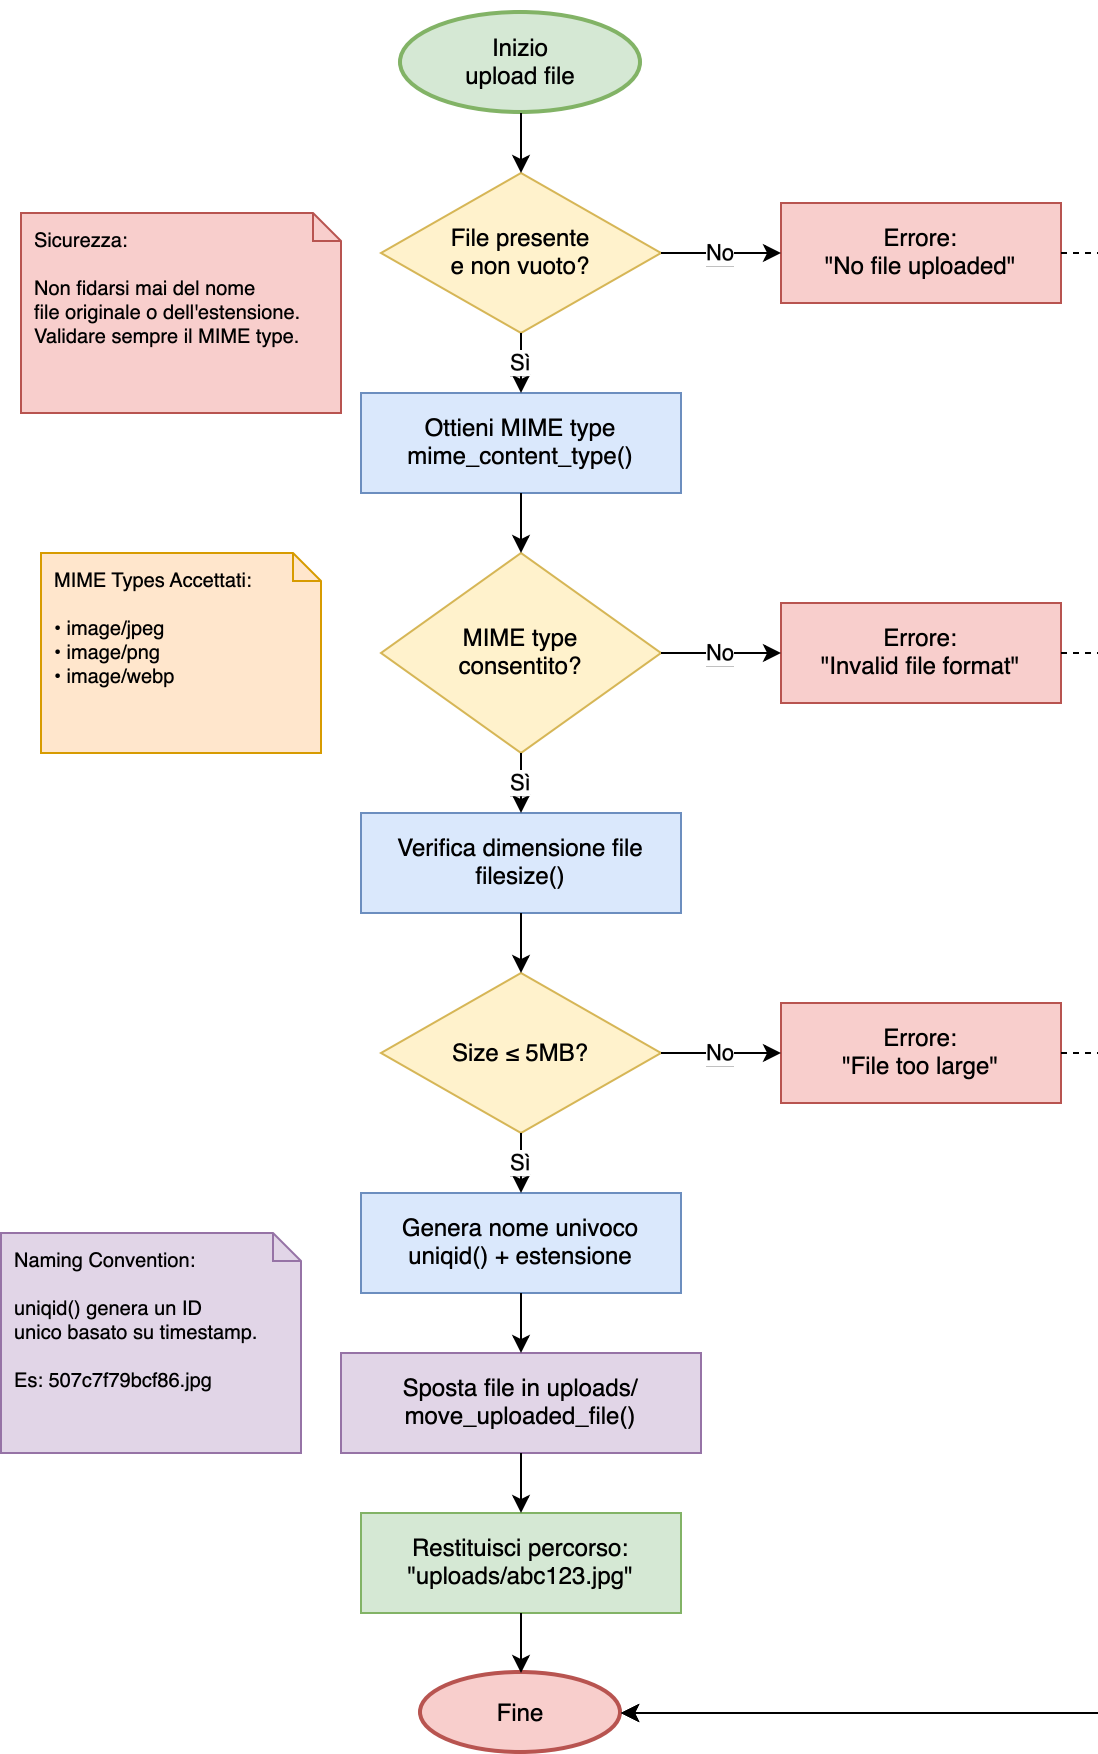 Inizio
upload file
File presente
e non vuoto?
No
Errore:
"No file uploaded"
Sicurezza:
Non fidarsi mai del nome
file originale o dell'estensione.
Validare sempre il MIME type.
Sì
Ottieni MIME type
mime_content_type()
MIME Types Accettati:
• image/jpeg
• image/png
• image/webp
MIME type
consentito?
No
Errore:
"Invalid file format"
Sì
Verifica dimensione file
filesize()
Size ≤ 5MB?
No
Errore:
"File too large"
Sì
Genera nome univoco
uniqid() + estensione
Naming Convention:
uniqid() genera un ID
unico basato su timestamp.
Es: 507c7f79bcf86.jpg
Sposta file in uploads/
move_uploaded_file()
Restituisci percorso:
"uploads/abc123.jpg"
Fine